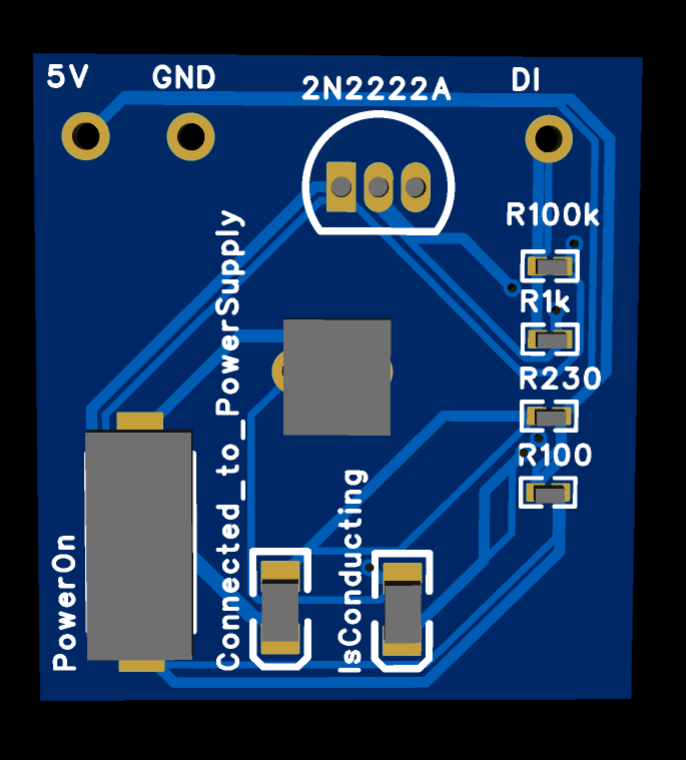 5V
GND
2N2222A
DI
R100k
R1k
R230
R100
Connected_to_PowerSupply
IsConducting
PowerOn